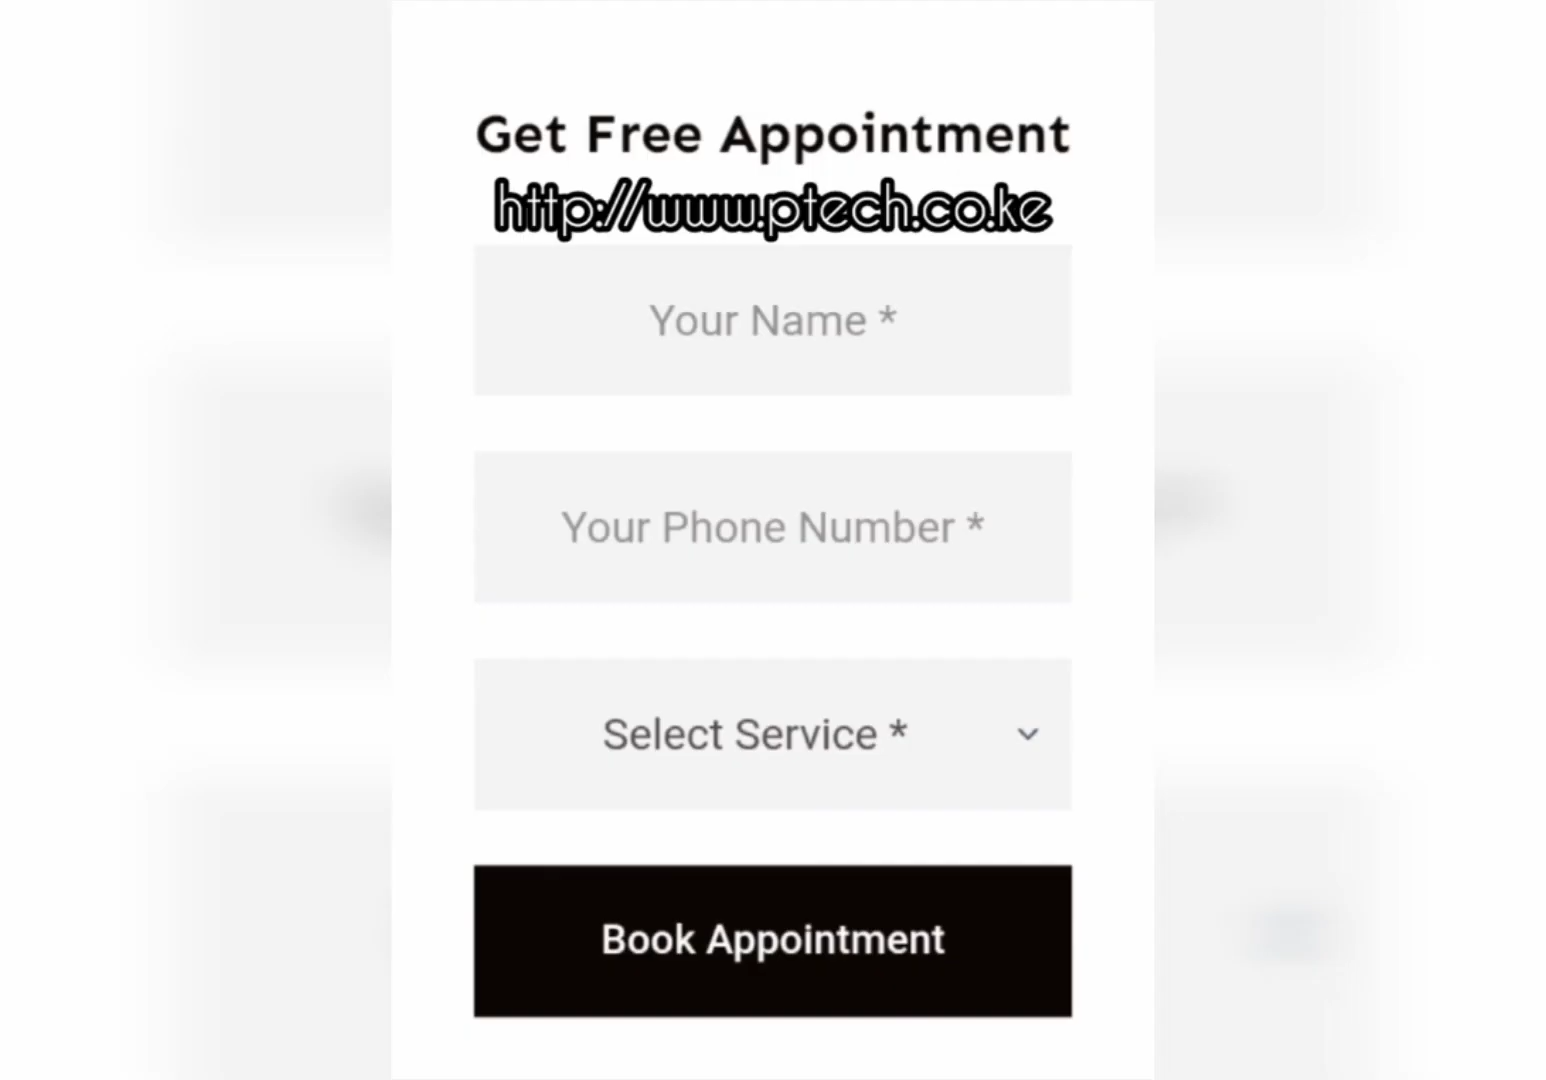 Get Free Appointment
http://www.ptech.co.ke
Your Name *
Your Phone Number *
Select Service *
Book Appointment